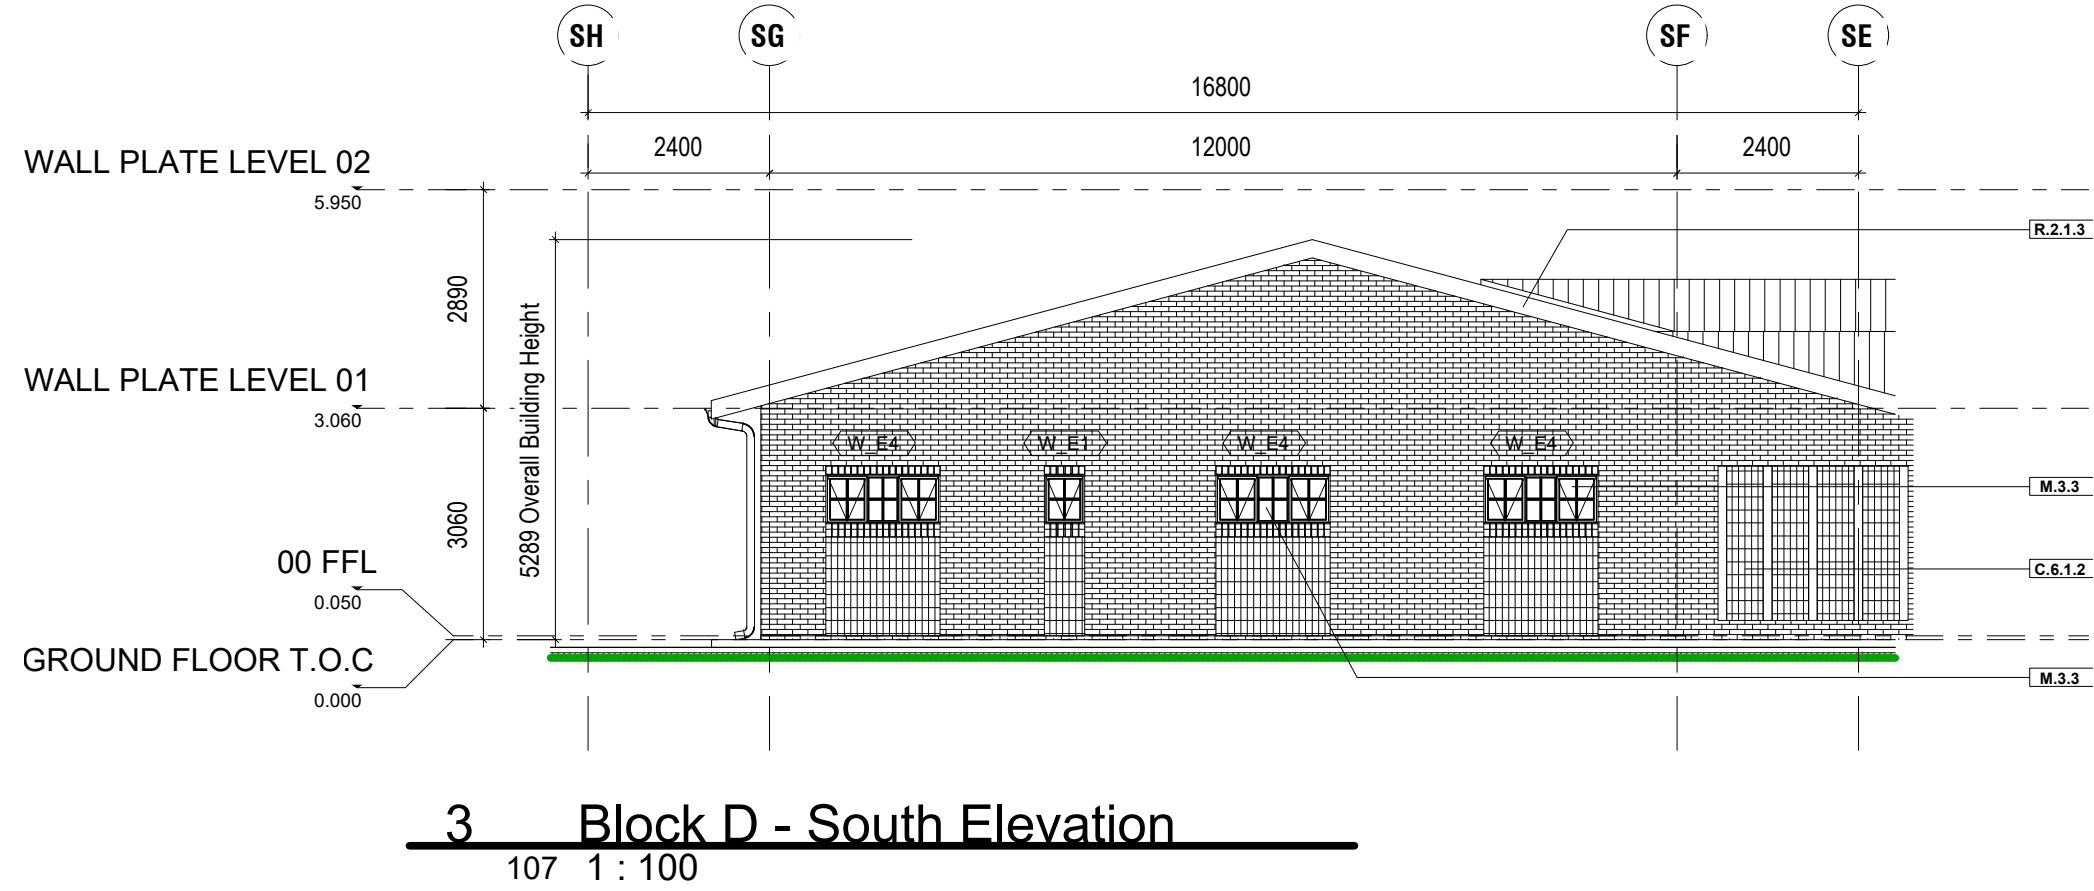 SH SG SF SE
16800
2400 12000 2400
WALL PLATE LEVEL 02
5.950
R.2.1.3
2890
5289 Overall Building Height
WALL PLATE LEVEL 01
3.060
W_E4 W_E1 W_E4 W_E4
M.3.3
3060
00 FFL
0.050
C.6.1.2
GROUND FLOOR T.O.C
0.000
M.3.3
3 Block D - South Elevation
107 1 : 100